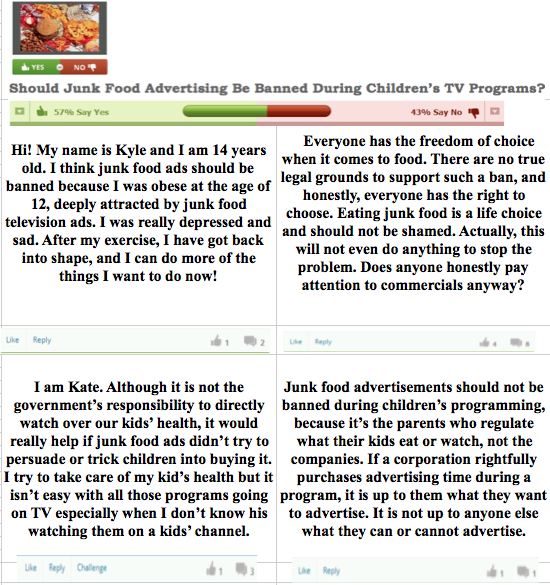 YES NO
Should Junk Food Advertising Be Banned During Children's TV Programs?
57% Say Yes 43% Say No
Hi! My name is Kyle and I am 14 years
old. I think junk food ads should be
banned because I was obese at the age of
12, deeply attracted by junk food
television ads. I was really depressed and
sad. After my exercise, I have got back
into shape, and I can do more of the
things I want to do now!
Like Reply 1 2
Everyone has the freedom of choice
when it comes to food. There are no true
legal grounds to support such a ban, and
honestly, everyone has the right to
choose. Eating junk food is a life choice
and should not be shamed. Actually, this
will not even do anything to stop the
problem. Does anyone honestly pay
attention to commercials anyway?
Like Reply 4
I am Kate. Although it is not the
government's responsibility to directly
watch over our kids' health, it would
really help if junk food ads didn't try to
persuade or trick children into buying it.
I try to take care of my kid's health but it
isn't easy with all those programs going
on TV especially when I don't know his
watching them on a kids' channel.
Like Reply Challenge 1 3
Junk food advertisements should not be
banned during children's programming,
because it's the parents who regulate
what their kids eat or watch, not the
companies. If a corporation rightfully
purchases advertising time during a
program, it is up to them what they want
to advertise. It is not up to anyone else
what they can or cannot advertise.
Like Reply 1 1